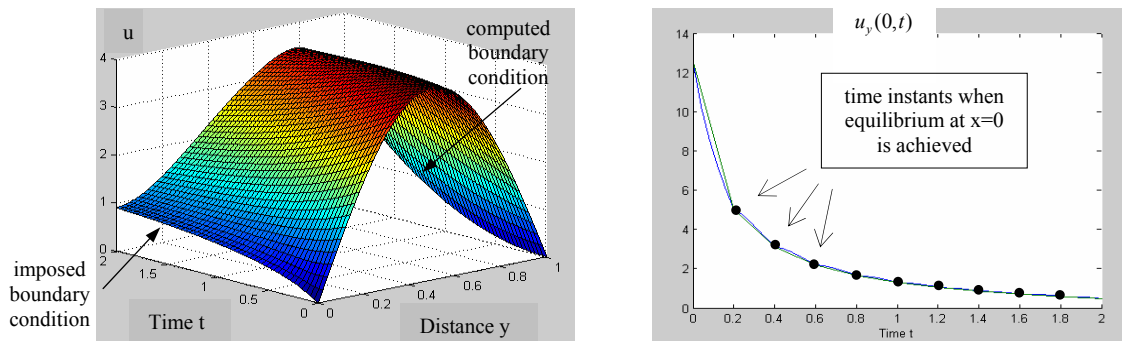 u
computed
boundary
condition
4
3
2
1
0
2
1.5
1
0.5
0
0
0.2
0.4
0.6
0.8
1
imposed
boundary
condition
Time t
Distance y
u_y(0,t)
14
12
10
8
6
4
2
0
time instants when
equilibrium at x=0
is achieved
0
0.2
0.4
0.6
0.8
1
1.2
1.4
1.6
1.8
2
Time t